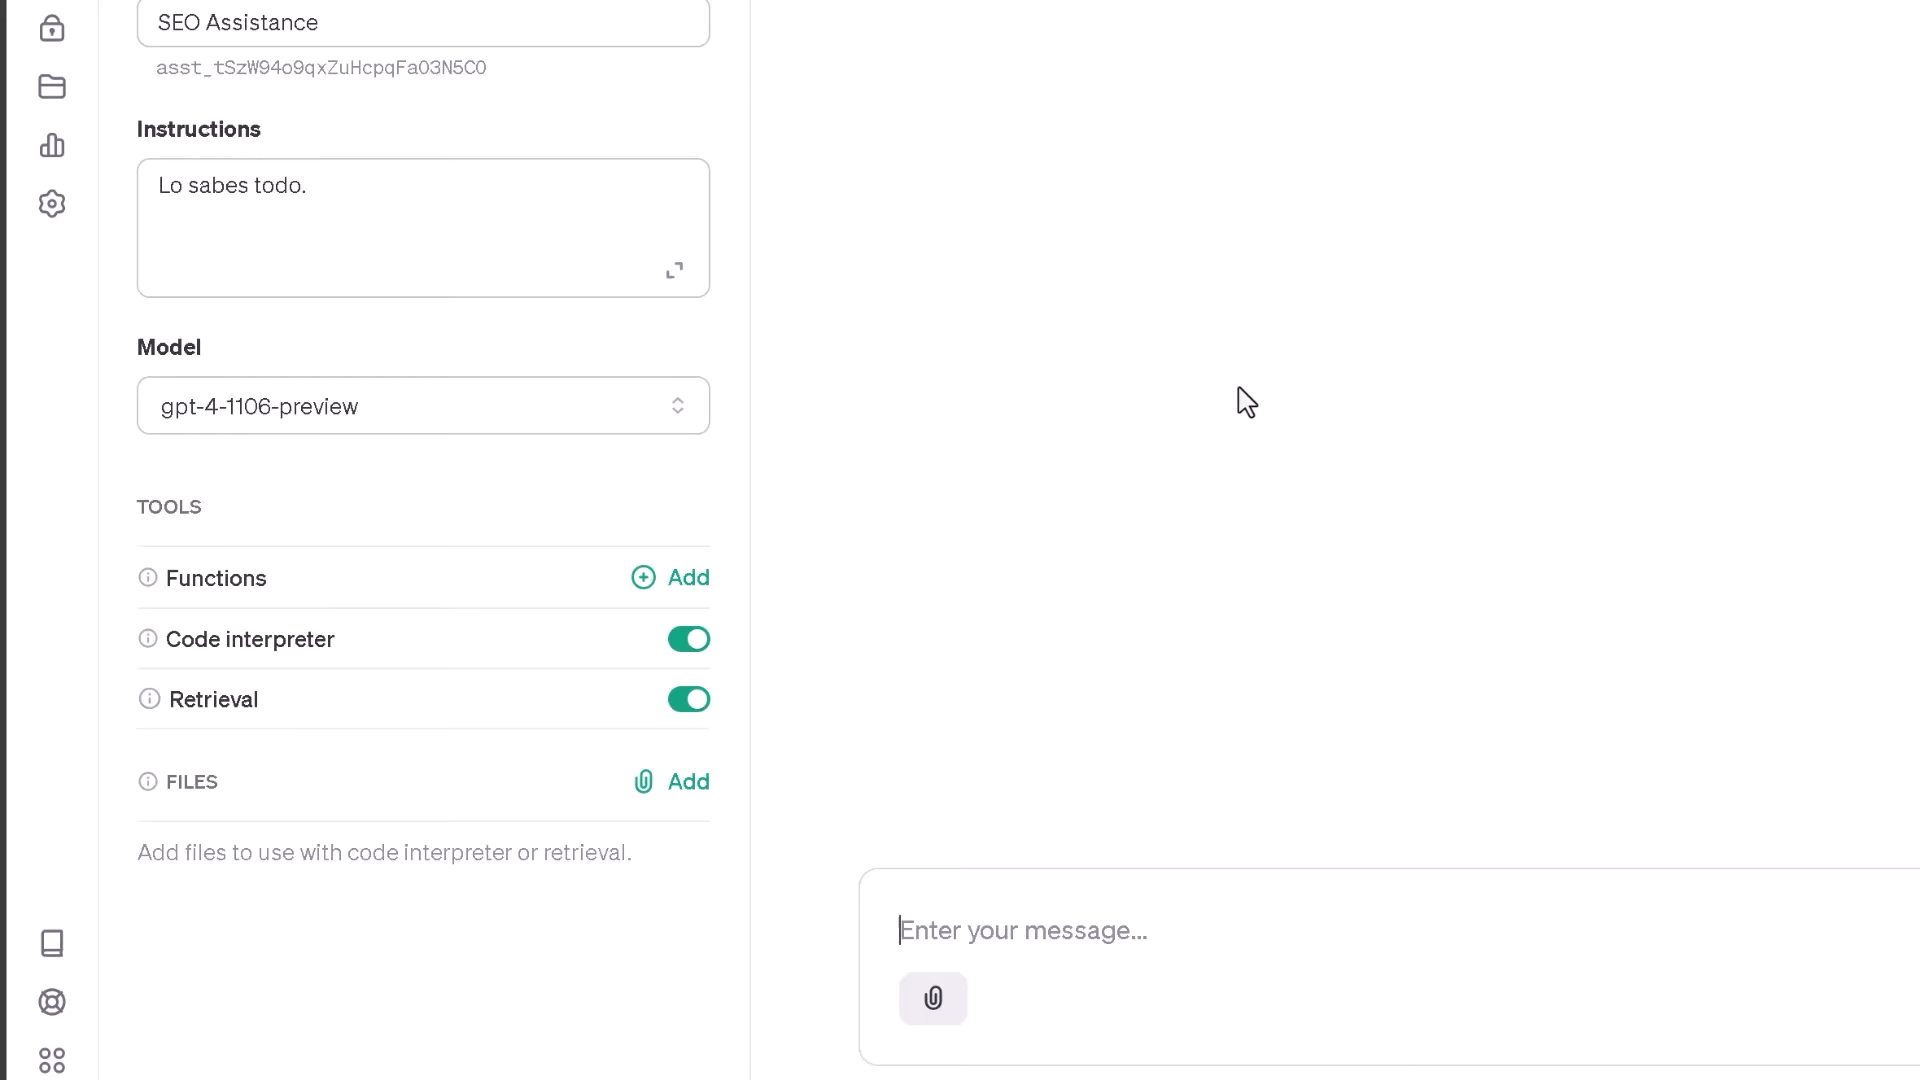 SEO Assistance
asst_tSzW94o9qxZuHcpqFa03N5C0
Instructions
Lo sabes todo.
Model
gpt-4-1106-preview
TOOLS
Functions
Add
Code interpreter
Retrieval
FILES
Add
Add files to use with code interpreter or retrieval.
Enter your message...